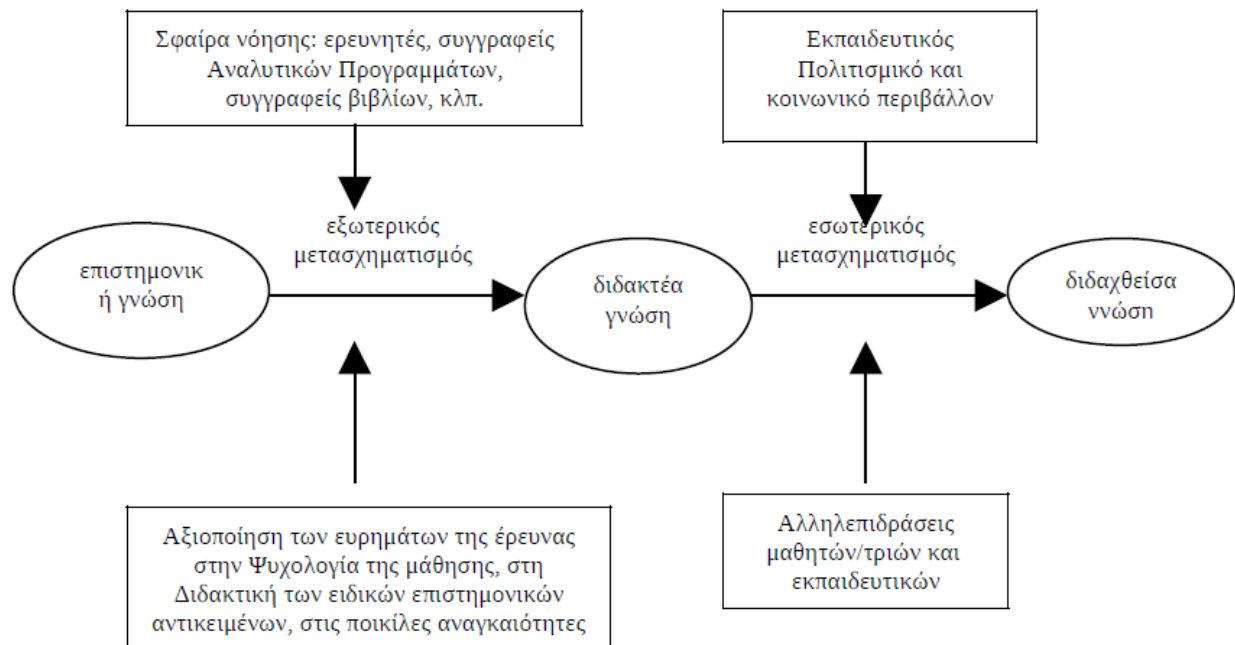 Σφαίρα νόησης: ερευνητές, συγγραφείς
Αναλυτικών Προγραμμάτων,
συγγραφείς βιβλίων, κλπ.
Εκπαιδευτικός
Πολιτισμικό και
κοινωνικό περιβάλλον
εξωτερικός
μετασχηματισμός
εσωτερικός
μετασχηματισμός
επιστημονικ
ή γνώση
διδακτέα
γνώση
διδαχθείσα
γνώση
Αξιοποίηση των ευρημάτων της έρευνας
στην Ψυχολογία της μάθησης, στη
Διδακτική των ειδικών επιστημονικών
αντικειμένων, στις ποικίλες αναγκαιότητες
Αλληλεπιδράσεις
μαθητών/τριών και
εκπαιδευτικών